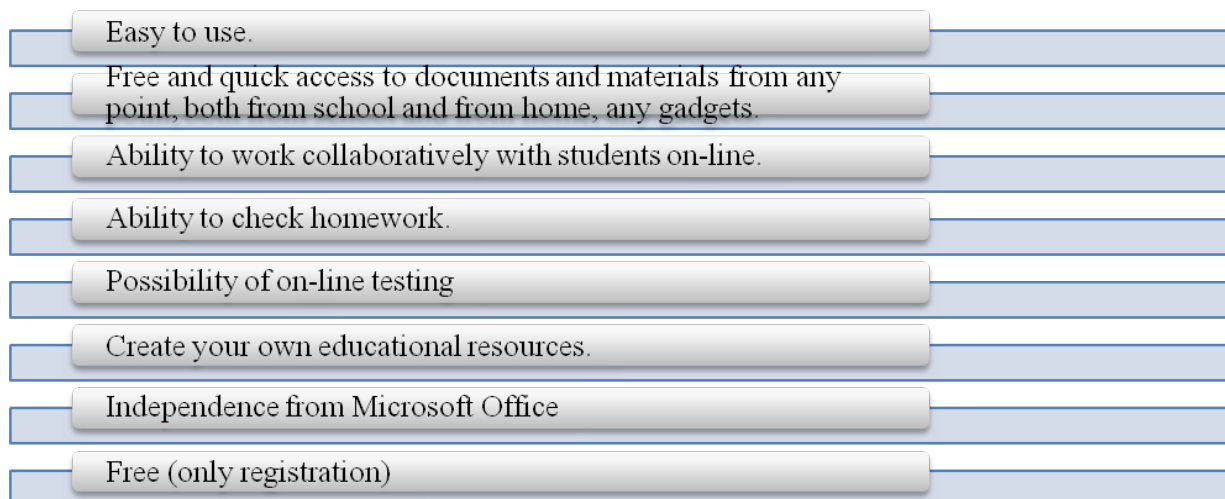 Easy to use.
Free and quick access to documents and materials from any
point, both from school and from home, any gadgets.
Ability to work collaboratively with students on-line.
Ability to check homework.
Possibility of on-line testing
Create your own educational resources.
Independence from Microsoft Office
Free (only registration)